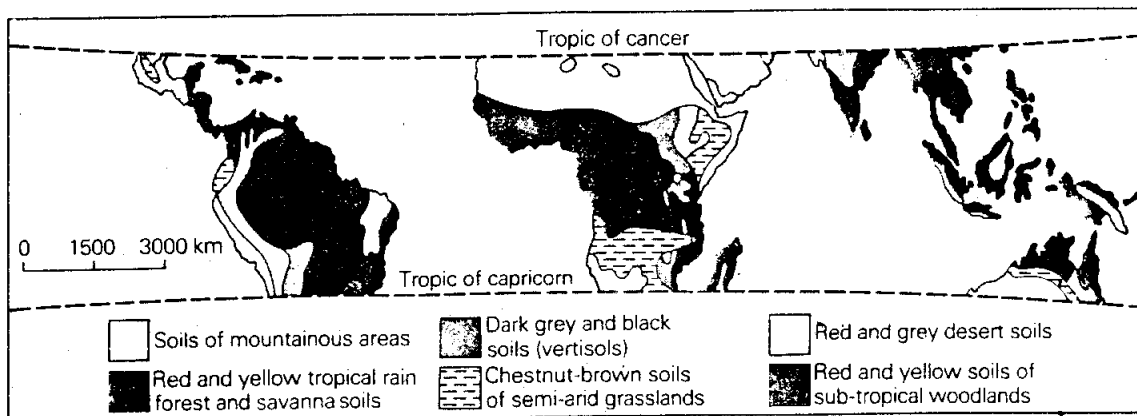 Tropic of cancer
0 1500 3000 km
Tropic of capricorn
Soils of mountainous areas
Dark grey and black
soils (vertisols)
Red and grey desert soils
Red and yellow tropical rain
forest and savanna soils
Chestnut-brown soils
of semi-arid grasslands
Red and yellow soils of
sub-tropical woodlands